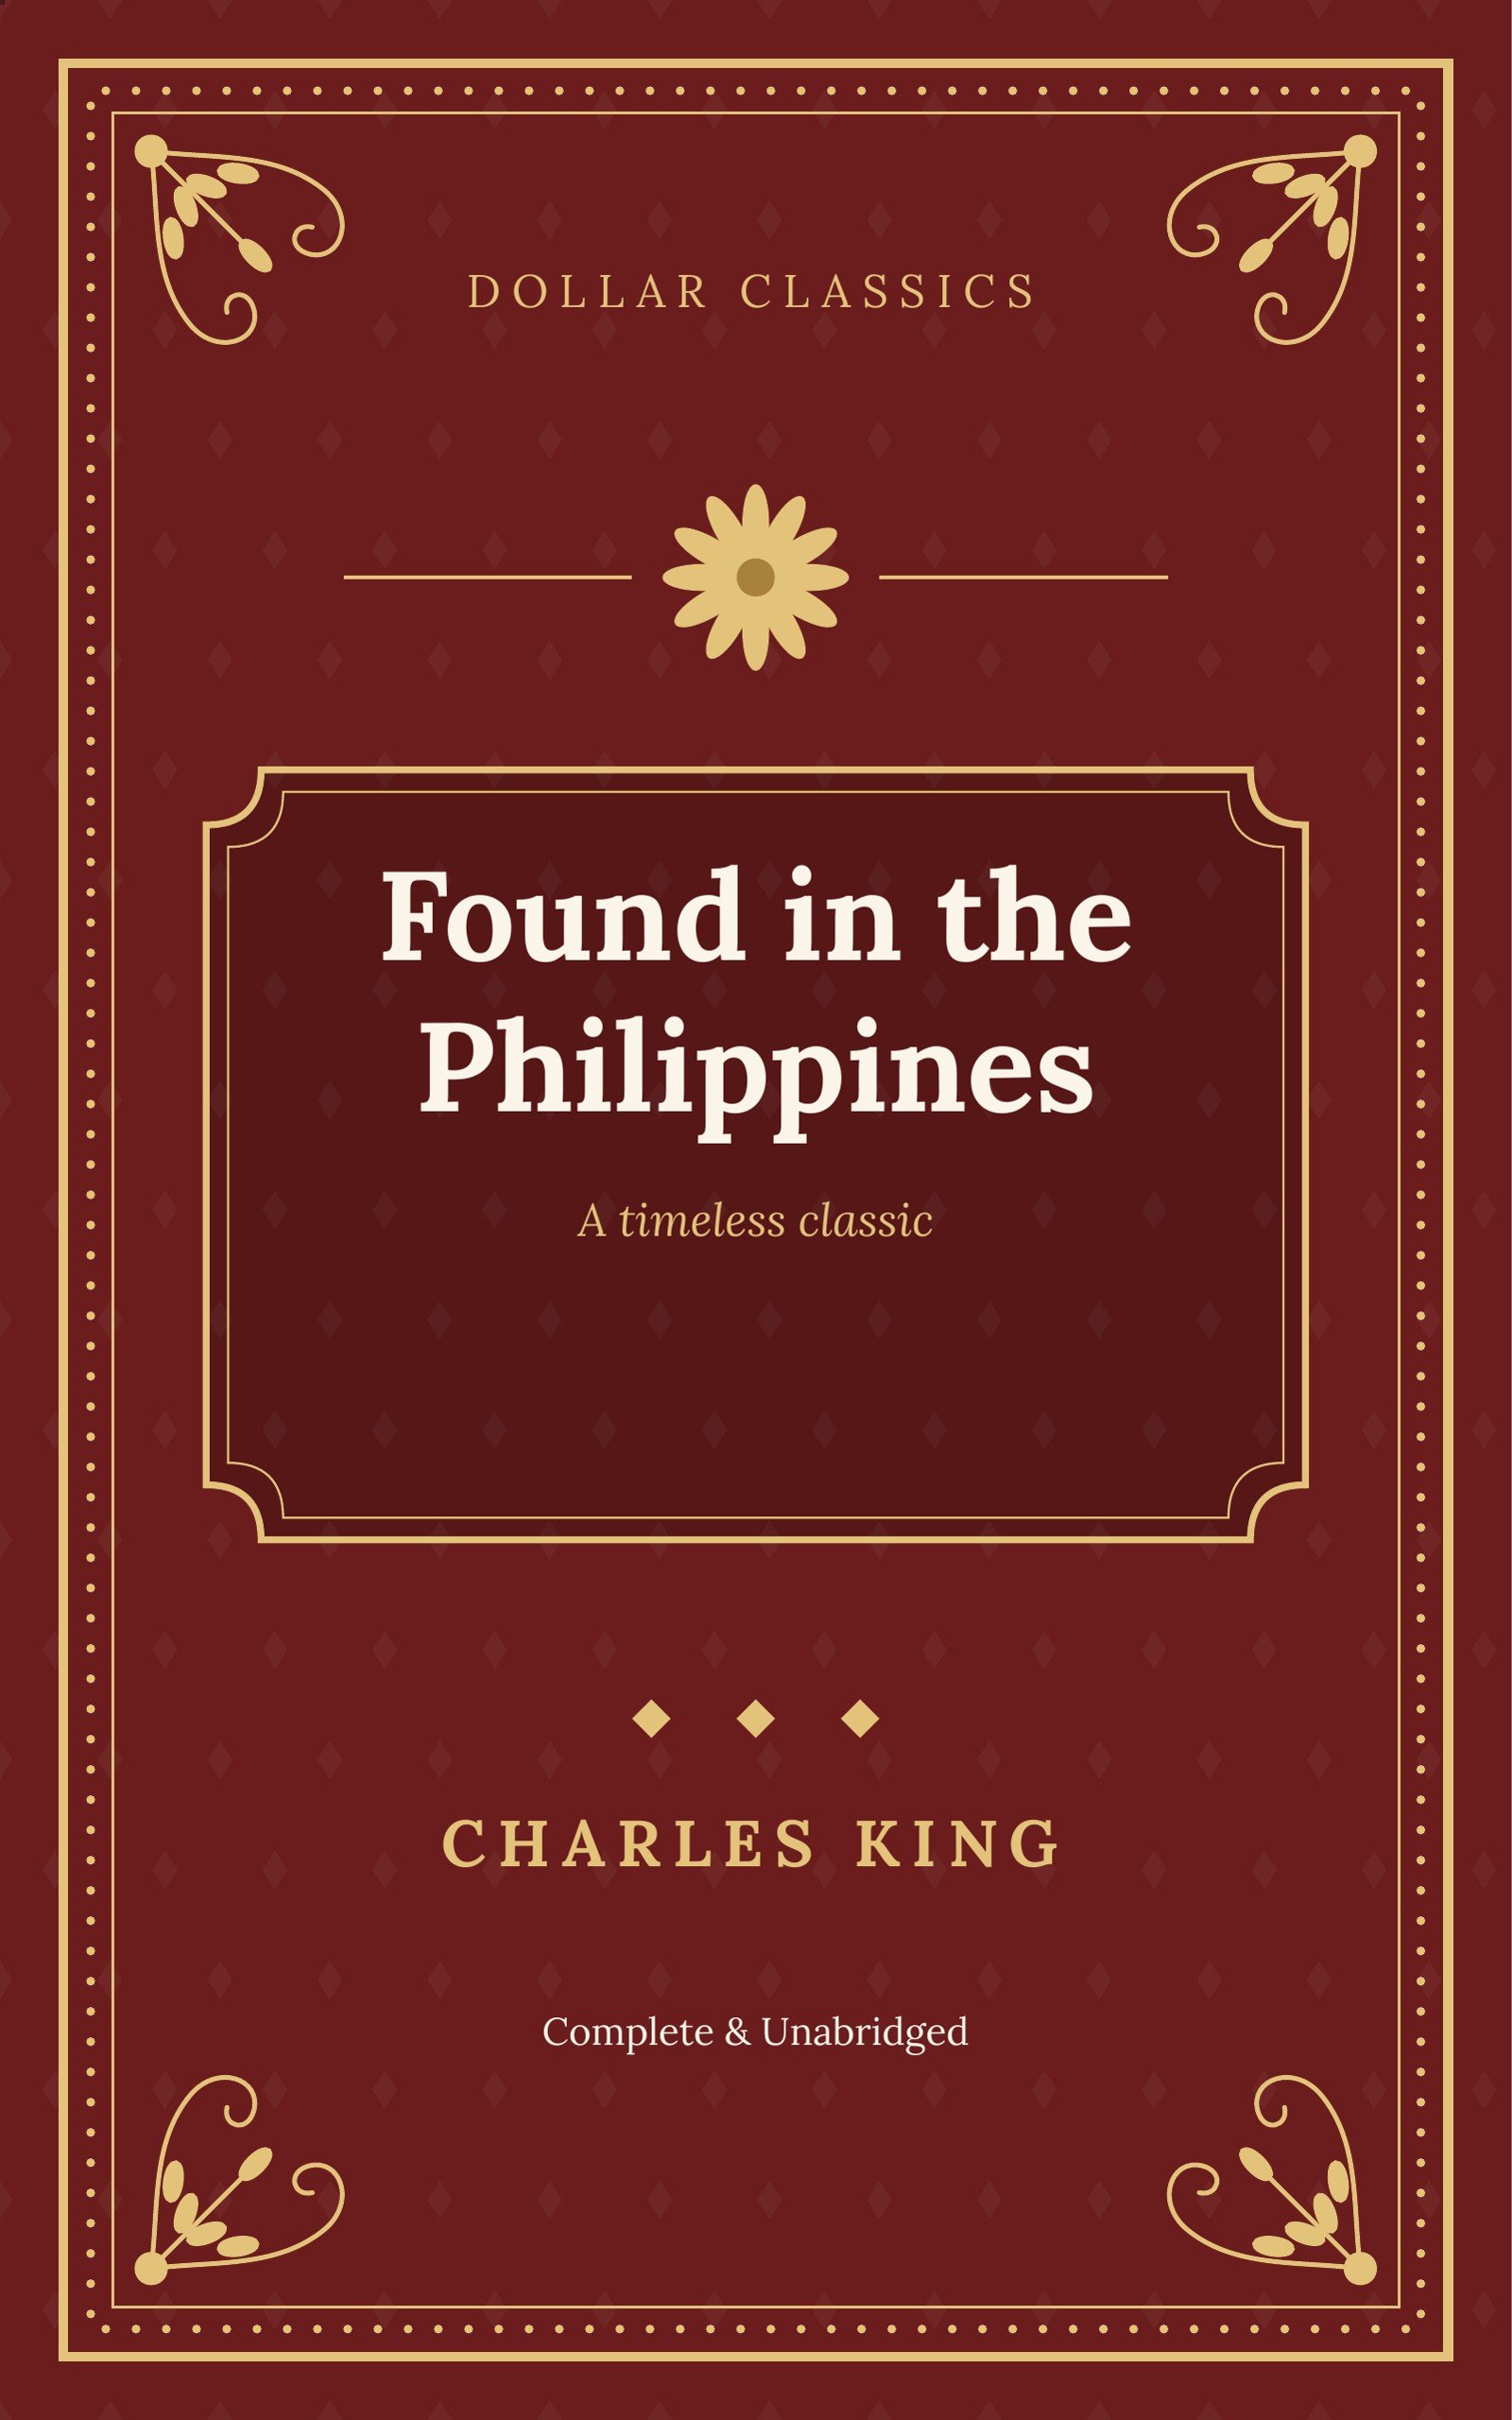 DOLLAR CLASSICS
Found in the
Philippines
A timeless classic
CHARLES KING
Complete & Unabridged